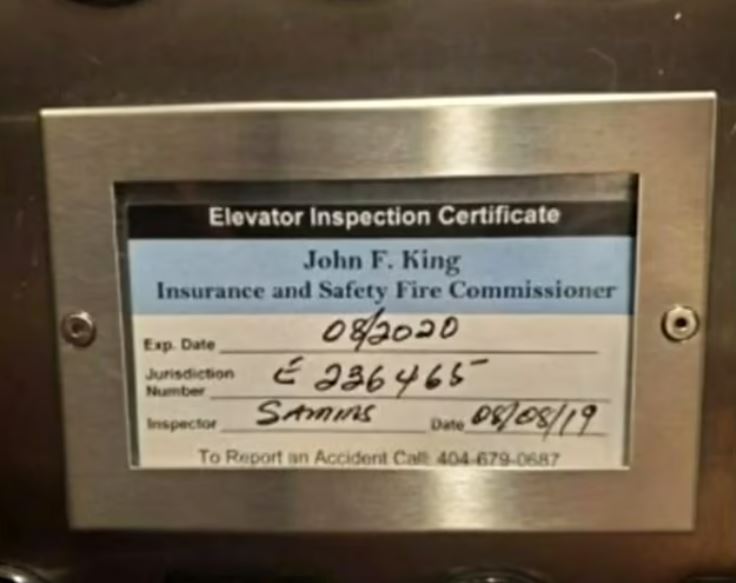 Elevator Inspection Certificate
John F. King
Insurance and Safety Fire Commissioner
Exp. Date 08/2020
Jurisdiction Number E 236465
Inspector Date 08/08/19
To Report an Accident Call: 404-679-0687